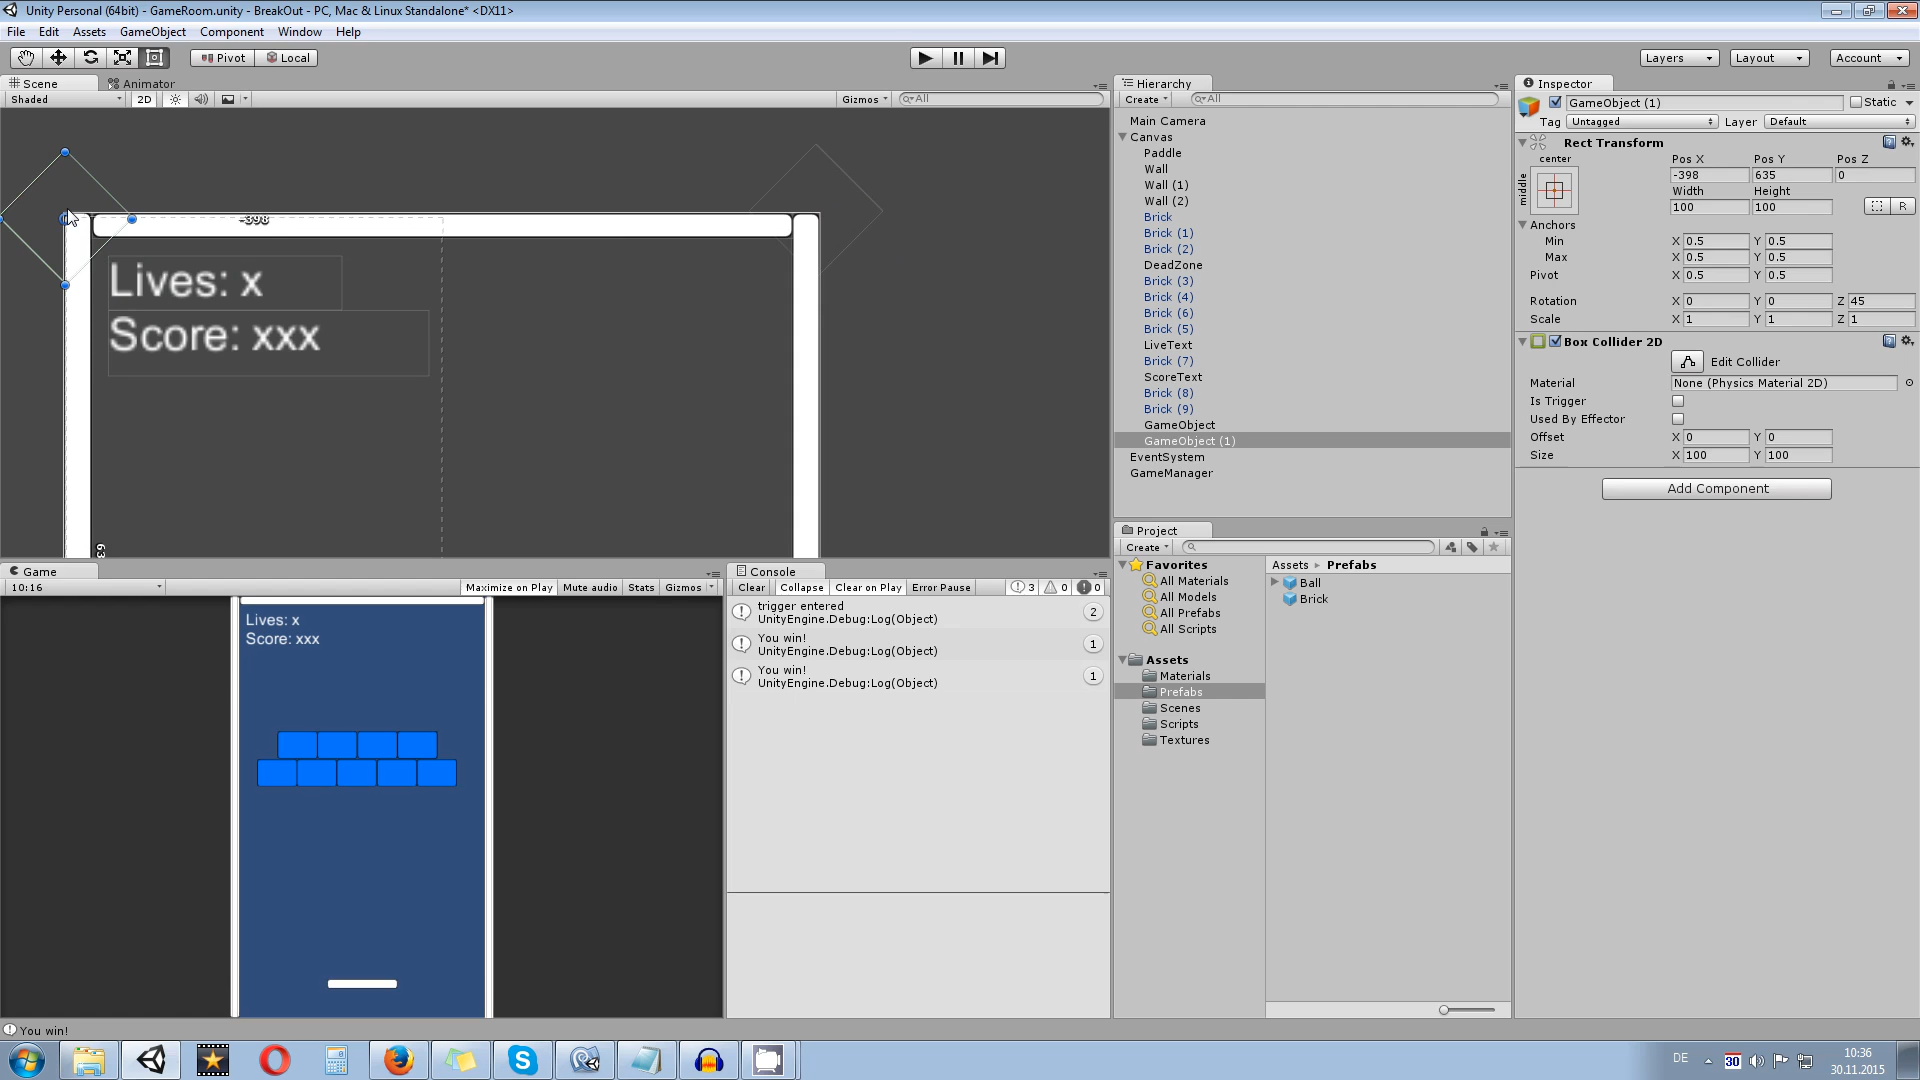 Unity Personal (64bit) - GameRoom.unity - BreakOut - PC, Mac & Linux Standalone* <DX11>
File Edit Assets GameObject Component Window Help
Pivot Local Layers Layout Account
Scene Animator
Shaded 2D Gizmos All
-398
Lives: x
Score: xxx
Hierarchy
Create All
Main Camera
Canvas
Paddle
Wall
Wall (1)
Wall (2)
Brick
Brick (1)
Brick (2)
DeadZone
Brick (3)
Brick (4)
Brick (6)
Brick (5)
LiveText
Brick (7)
ScoreText
Brick (8)
Brick (9)
GameObject
GameObject (1)
EventSystem
GameManager
Inspector
GameObject (1) Static
Tag Untagged Layer Default
Rect Transform
center Pos X Pos Y Pos Z
middle -398 635 0
Width Height
100 100 R
Anchors
Min X 0.5 Y 0.5
Max X 0.5 Y 0.5
Pivot X 0.5 Y 0.5
Rotation X 0 Y 0 Z 45
Scale X 1 Y 1 Z 1
Box Collider 2D
Edit Collider
Material None (Physics Material 2D)
Is Trigger
Used By Effector
Offset X 0 Y 0
Size X 100 Y 100
Add Component
Game
10:16 Maximize on Play Mute audio Stats Gizmos
Lives: x
Score: xxx
Console
Clear Collapse Clear on Play Error Pause 3 0 0
trigger entered
UnityEngine.Debug:Log(Object) 2
You win!
UnityEngine.Debug:Log(Object) 1
You win!
UnityEngine.Debug:Log(Object) 1
Project
Create
Favorites
All Materials
All Models
All Prefabs
All Scripts
Assets
Materials
Prefabs
Scenes
Scripts
Textures
Assets Prefabs
Ball
Brick
You win!
DE 30 10:36
30.11.2015